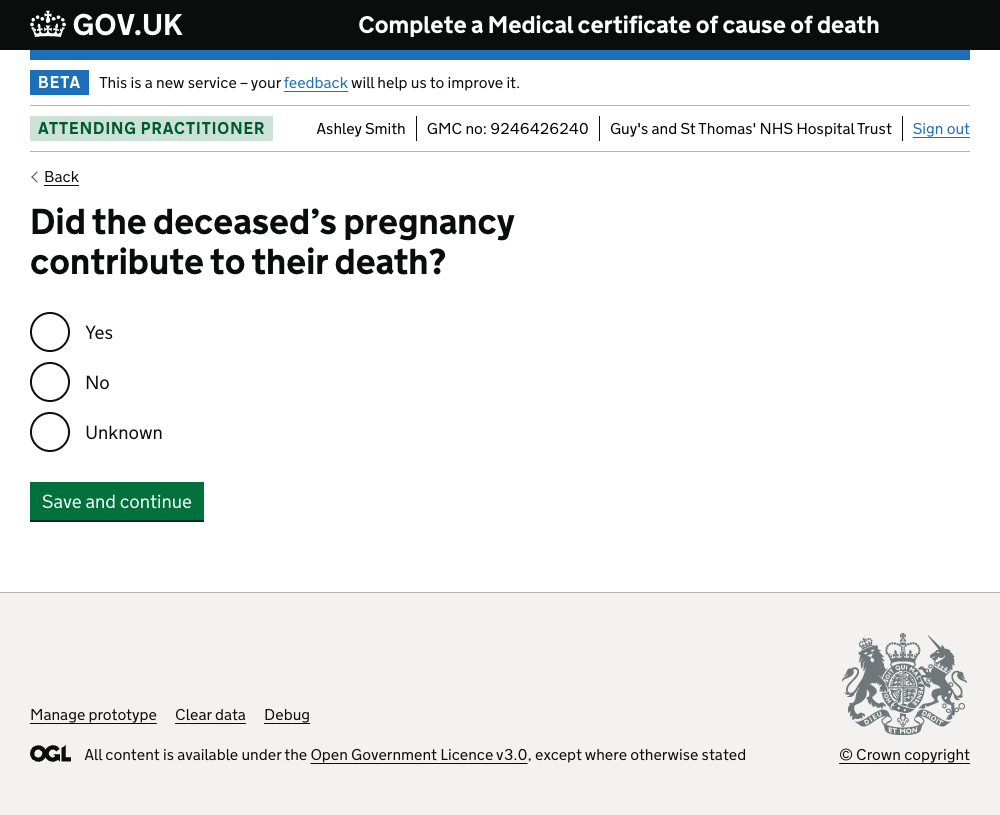 GOV.UK
Complete a Medical certificate of cause of death
BETA This is a new service – your feedback will help us to improve it.
ATTENDING PRACTITIONER Ashley Smith GMC no: 9246426240 Guy's and St Thomas' NHS Hospital Trust Sign out
Back
Did the deceased’s pregnancy
contribute to their death?
Yes
No
Unknown
Save and continue
Manage prototype Clear data Debug
OGL All content is available under the Open Government Licence v3.0, except where otherwise stated
DIEU ET MON DROIT
© Crown copyright